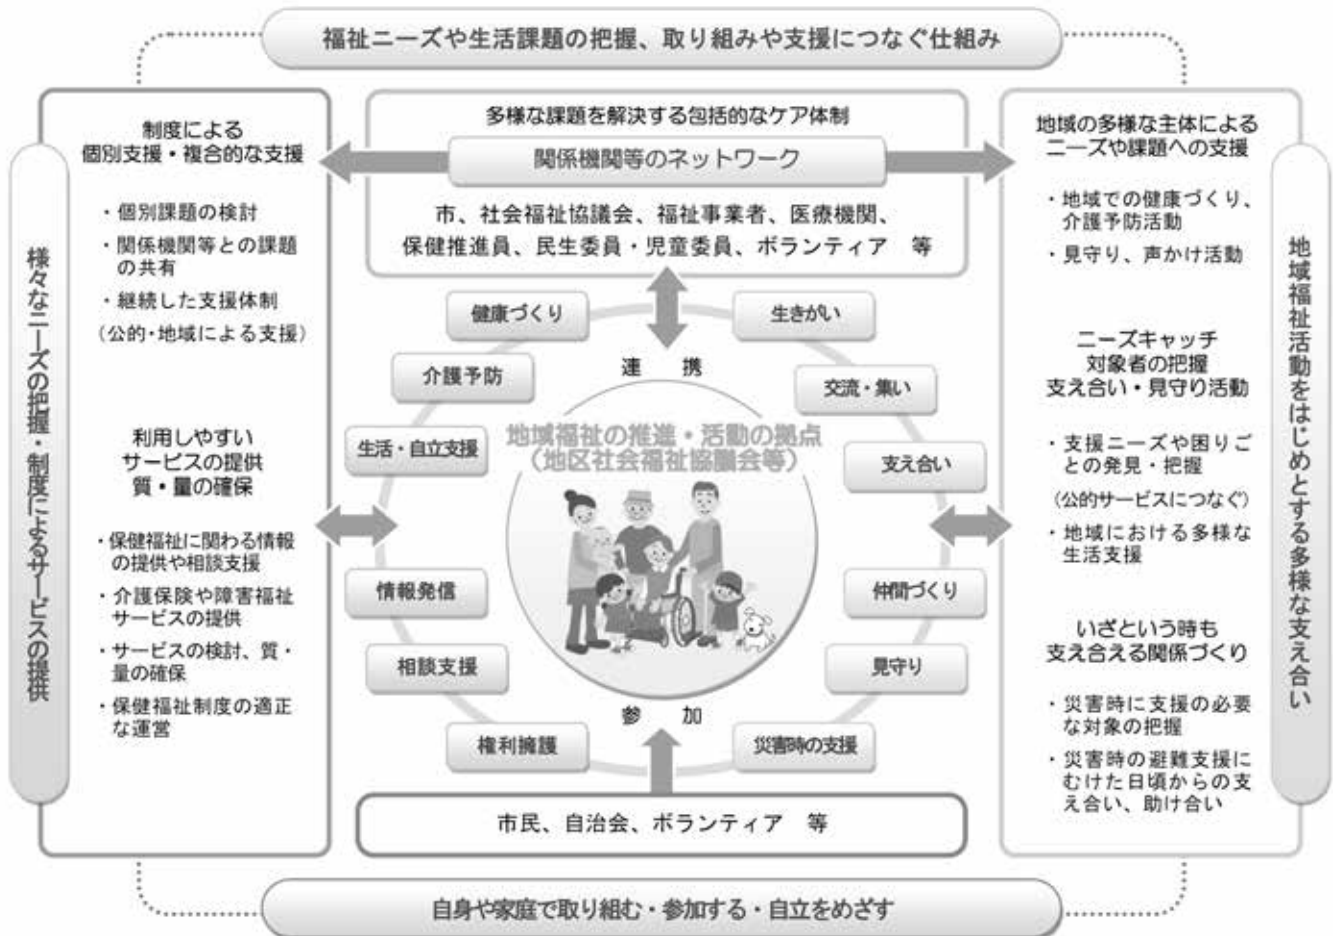 福祉ニーズや生活課題の把握、取り組みや支援につなぐ仕組み
様々なニーズの把握・制度によるサービスの提供
制度による
個別支援・複合的な支援
・個別課題の検討
・関係機関等との課題
の共有
・継続した支援体制
(公的・地域による支援)
利用しやすい
サービスの提供
質・量の確保
・保健福祉に関わる情報
の提供や相談支援
・介護保険や障害福祉
サービスの提供
・サービスの検討、質・
量の確保
・保健福祉制度の適正
な運営
多様な課題を解決する包括的なケア体制
関係機関等のネットワーク
市、社会福祉協議会、福祉事業者、医療機関、
保健推進員、民生委員・児童委員、ボランティア 等
健康づくり
生きがい
連 携
介護予防
交流・集い
地域福祉の推進・活動の拠点
(地区社会福祉協議会等)
生活・自立支援
支え合い
情報発信
仲間づくり
相談支援
見守り
参 加
権利擁護
災害時の支援
市民、自治会、ボランティア 等
地域の多様な主体による
ニーズや課題への支援
・地域での健康づくり、
介護予防活動
・見守り、声かけ活動
ニーズキャッチ
対象者の把握
支え合い・見守り活動
・支援ニーズや困りご
との発見・把握
(公的サービスにつなぐ)
・地域における多様な
生活支援
いざという時も
支え合える関係づくり
・災害時に支援の必要
な対象の把握
・災害時の避難支援に
むけた日頃からの支
え合い、助け合い
地域福祉活動をはじめとする多様な支え合い
自身や家庭で取り組む・参加する・自立をめざす